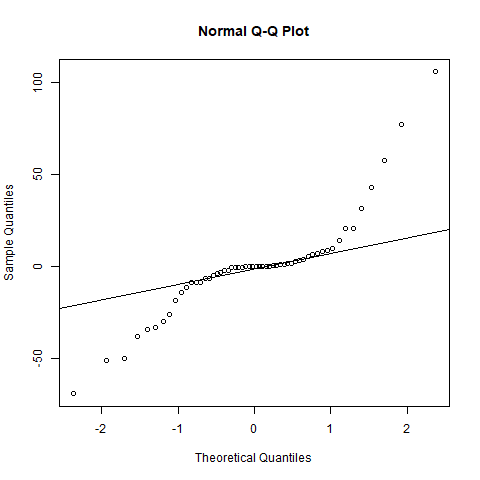 Normal Q-Q Plot
Sample Quantiles
100
50
0
-50
-2 -1 0 1 2
Theoretical Quantiles